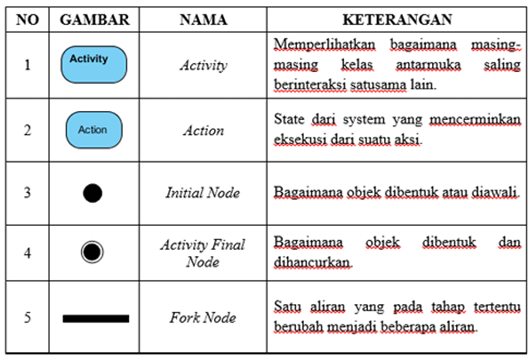 NO GAMBAR NAMA KETERANGAN
1 Activity Activity Memperlihatkan bagaimana masing-
masing kelas antarmuka saling
berinteraksi satusama lain.
2 Action Action State dari system yang mencerminkan
eksekusi dari suatu aksi.
3 Initial Node Bagaimana objek dibentuk atau diawali.
4 Activity Final
Node
Bagaimana objek dibentuk dan
dihancurkan.
5 Fork Node Satu aliran yang pada tahap tertentu
berubah menjadi beberapa aliran.